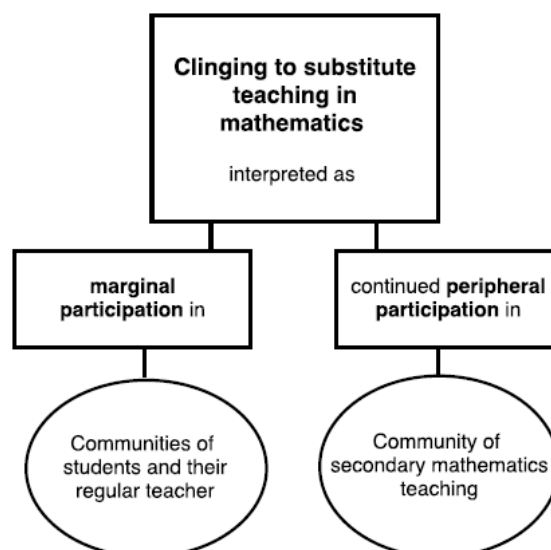 Clinging to substitute
teaching in
mathematics
interpreted as
marginal
participation in
continued peripheral
participation in
Communities of
students and their
regular teacher
Community of
secondary mathematics
teaching